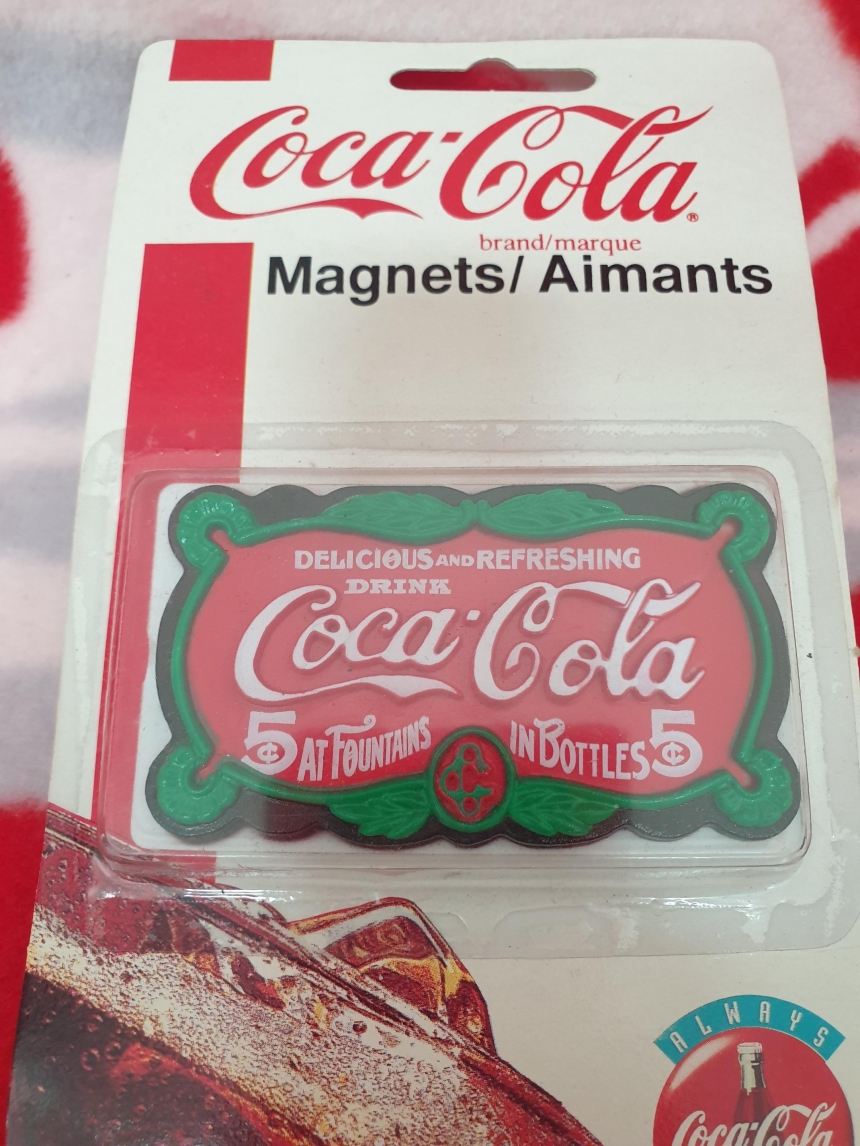 Coca-Cola®
brand/marque
Magnets/ Aimants
DELICIOUS AND REFRESHING
DRINK
Coca-Cola
5¢ AT FOUNTAINS IN BOTTLES 5¢
ALWAYS
Coca-Cola